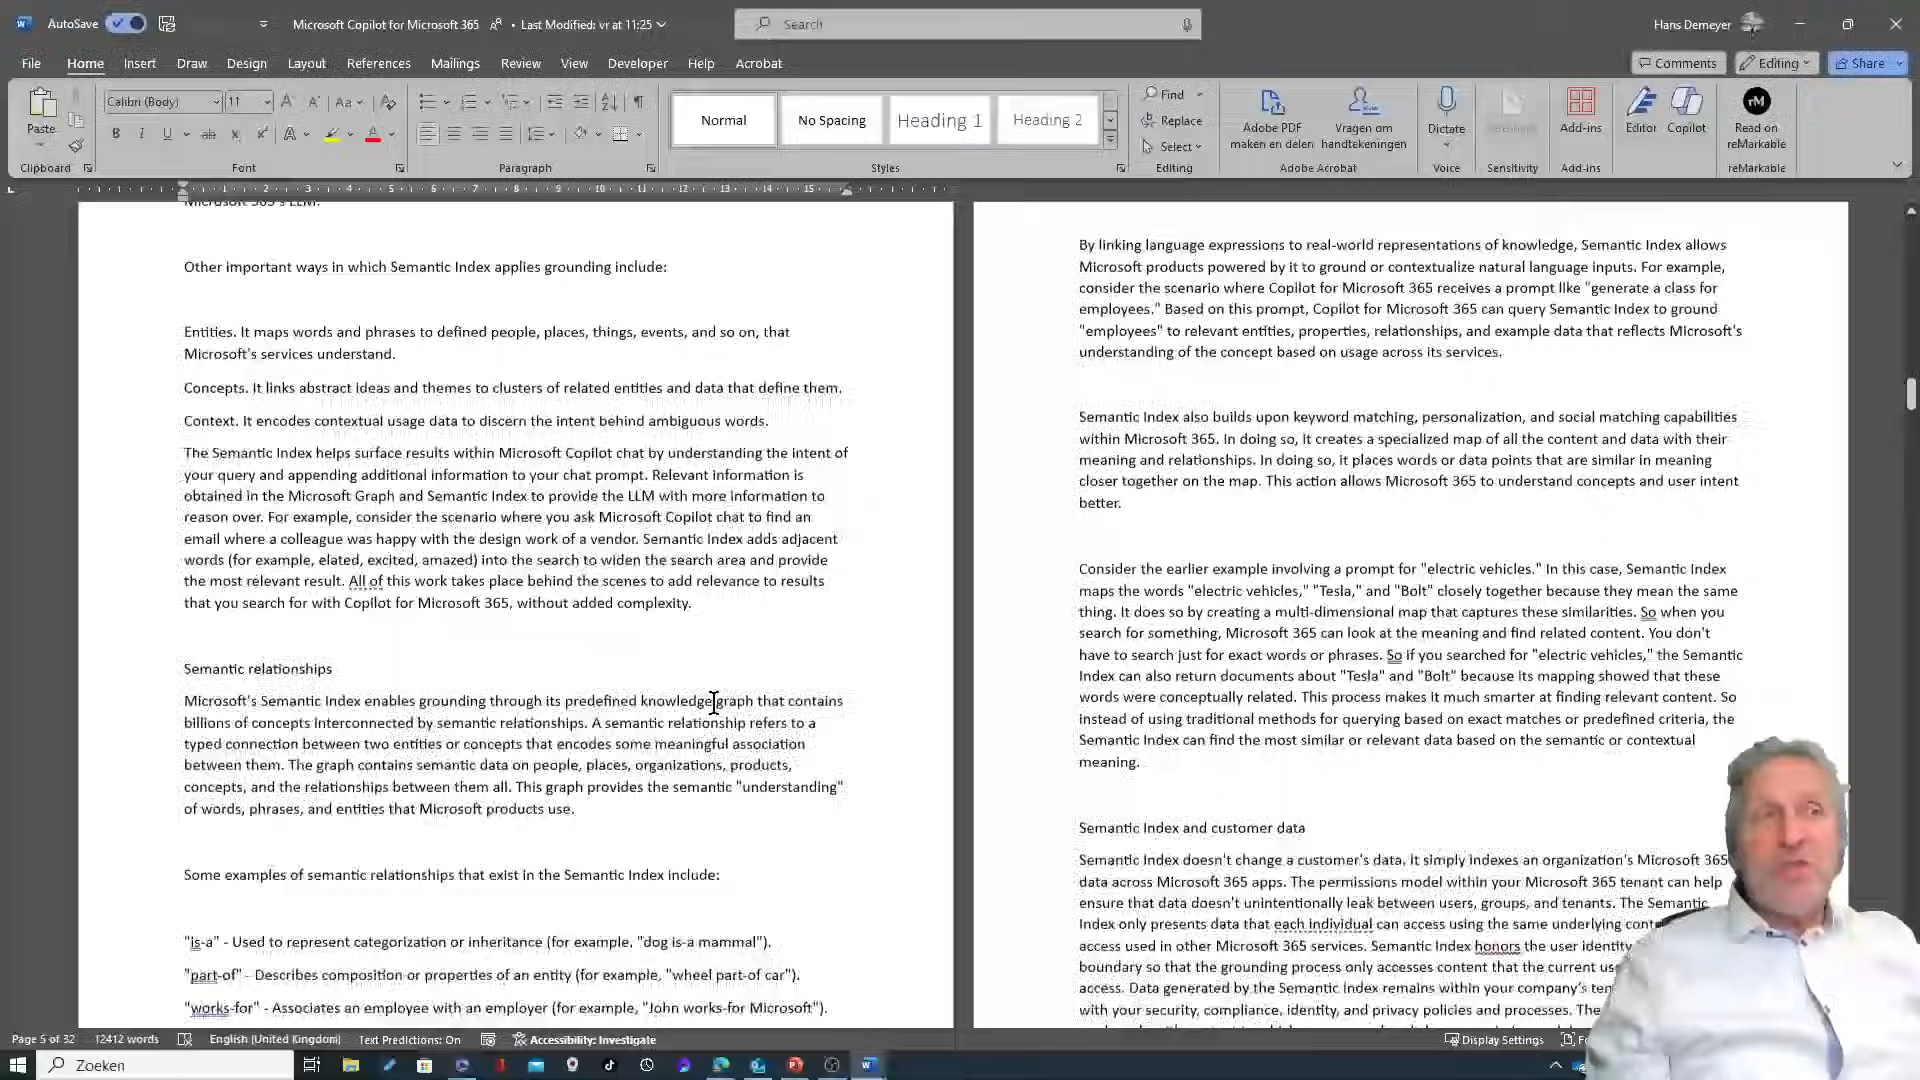 AutoSave
Microsoft Copilot for Microsoft 365 • Last Modified: vr at 11:25
Search
Hans Demeyer
File Home Insert Draw Design Layout References Mailings Review View Developer Help Acrobat
Comments Editing Share
Paste
Clipboard
Calibri (Body) 11
Font
Paragraph
Normal
No Spacing
Heading 1
Heading 2
Styles
Find
Replace
Select
Editing
Adobe PDF
maken en delen
Vragen om
handtekeningen
Adobe Acrobat
Dictate
Voice
Sensitivity
Add-ins
Add-ins
Editor
Copilot
Read on
reMarkable
reMarkable
1 2 3 4 5 6 7 8 9 10 11 12 13 14 15
Microsoft 365's LLM.
Other important ways in which Semantic Index applies grounding include:
Entities. It maps words and phrases to defined people, places, things, events, and so on, that
Microsoft's services understand.
Concepts. It links abstract ideas and themes to clusters of related entities and data that define them.
Context. It encodes contextual usage data to discern the intent behind ambiguous words.
The Semantic Index helps surface results within Microsoft Copilot chat by understanding the intent of
your query and appending additional information to your chat prompt. Relevant information is
obtained in the Microsoft Graph and Semantic Index to provide the LLM with more information to
reason over. For example, consider the scenario where you ask Microsoft Copilot chat to find an
email where a colleague was happy with the design work of a vendor. Semantic Index adds adjacent
words (for example, elated, excited, amazed) into the search to widen the search area and provide
the most relevant result. All of this work takes place behind the scenes to add relevance to results
that you search for with Copilot for Microsoft 365, without added complexity.
Semantic relationships
Microsoft's Semantic Index enables grounding through its predefined knowledge graph that contains
billions of concepts interconnected by semantic relationships. A semantic relationship refers to a
typed connection between two entities or concepts that encodes some meaningful association
between them. The graph contains semantic data on people, places, organizations, products,
concepts, and the relationships between them all. This graph provides the semantic "understanding"
of words, phrases, and entities that Microsoft products use.
Some examples of semantic relationships that exist in the Semantic Index include:
"is-a" - Used to represent categorization or inheritance (for example, "dog is-a mammal").
"part-of" - Describes composition or properties of an entity (for example, "wheel part-of car").
"works-for" - Associates an employee with an employer (for example, "John works-for Microsoft").
By linking language expressions to real-world representations of knowledge, Semantic Index allows
Microsoft products powered by it to ground or contextualize natural language inputs. For example,
consider the scenario where Copilot for Microsoft 365 receives a prompt like "generate a class for
employees." Based on this prompt, Copilot for Microsoft 365 can query Semantic Index to ground
"employees" to relevant entities, properties, relationships, and example data that reflects Microsoft's
understanding of the concept based on usage across its services.
Semantic Index also builds upon keyword matching, personalization, and social matching capabilities
within Microsoft 365. In doing so, it creates a specialized map of all the content and data with their
meaning and relationships. In doing so, it places words or data points that are similar in meaning
closer together on the map. This action allows Microsoft 365 to understand concepts and user intent
better.
Consider the earlier example involving a prompt for "electric vehicles." In this case, Semantic Index
maps the words "electric vehicles," "Tesla," and "Bolt" closely together because they mean the same
thing. It does so by creating a multi-dimensional map that captures these similarities. So when you
search for something, Microsoft 365 can look at the meaning and find related content. You don't
have to search just for exact words or phrases. So if you searched for "electric vehicles," the Semantic
Index can also return documents about "Tesla" and "Bolt" because its mapping showed that these
words were conceptually related. This process makes it much smarter at finding relevant content. So
instead of using traditional methods for querying based on exact matches or predefined criteria, the
Semantic Index can find the most similar or relevant data based on the semantic or contextual
meaning.
Semantic Index and customer data
Semantic Index doesn't change a customer's data. It simply indexes an organization's Microsoft 365
data across Microsoft 365 apps. The permissions model within your Microsoft 365 tenant can help
ensure that data doesn't unintentionally leak between users, groups, and tenants. The Semantic
Index only presents data that each individual can access using the same underlying
access used in other Microsoft 365 services. Semantic Index honors the user identity
boundary so that the grounding process only accesses content that the current
access. Data generated by the Semantic Index remains within your company's
with your security, compliance, identity, and privacy policies and processes. The
Page 5 of 32 12412 words English (United Kingdom) Text Predictions: On Accessibility: Investigate
Display Settings
Zoeken